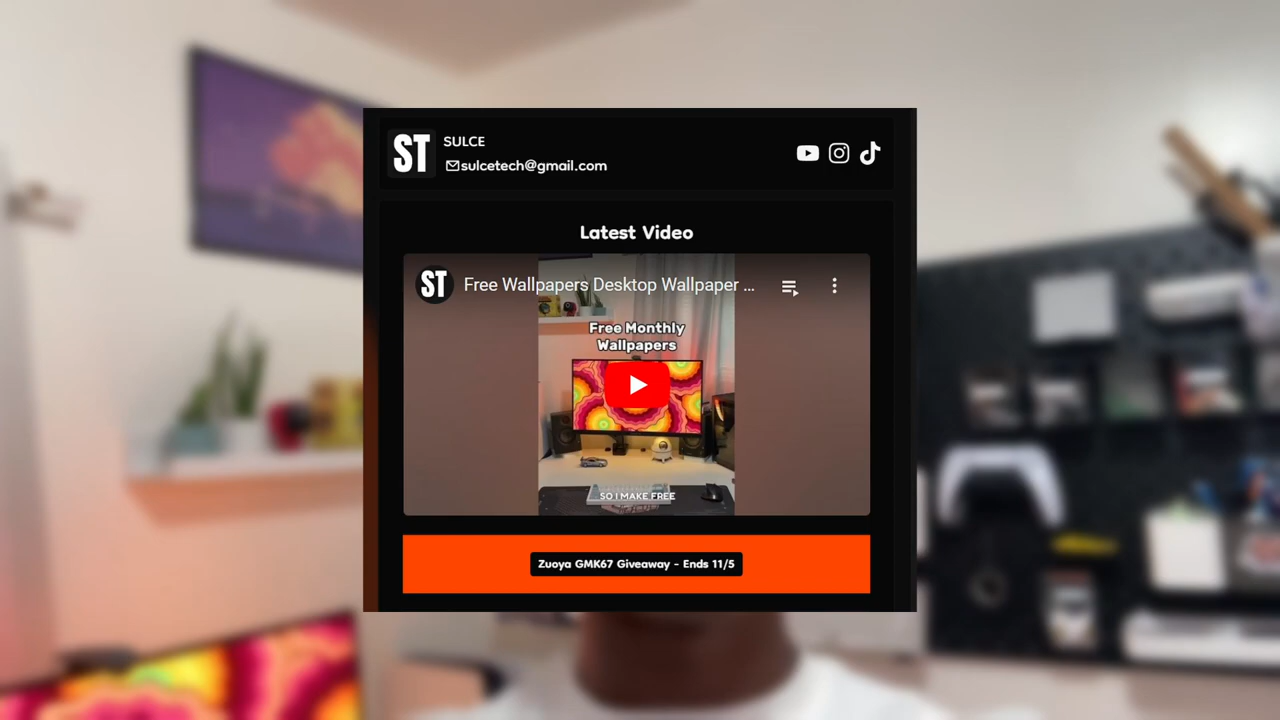 ST
SULCE
sulcetech@gmail.com
Latest Video
ST
Free Wallpapers Desktop Wallpaper ...
Free Monthly
Wallpapers
SO I MAKE FREE
Zuoya GMK67 Giveaway - Ends 11/5